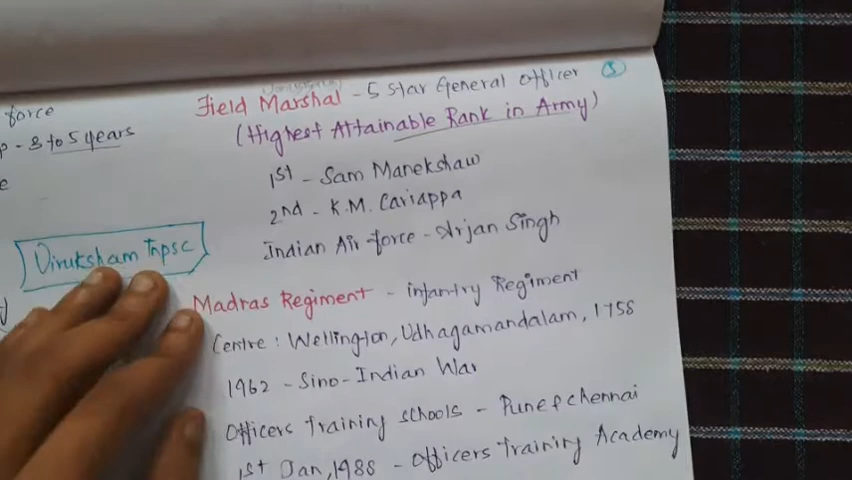 force
- 3 to 5 years
Viruksham Tnpsc
5
Field Marshal - 5 Star General Officer
(Highest Attainable Rank in Army)
1st - Sam Manekshaw
2nd - K.M. Cariappa
Indian Air force - Arjan Singh
Madras Regiment - infantry Regiment
Centre : Wellington, Udhagamandalam, 1758
1962 - Sino-Indian War
Officers Training schools - Pune & Chennai
1st Jan, 1988 - Officers Training Academy